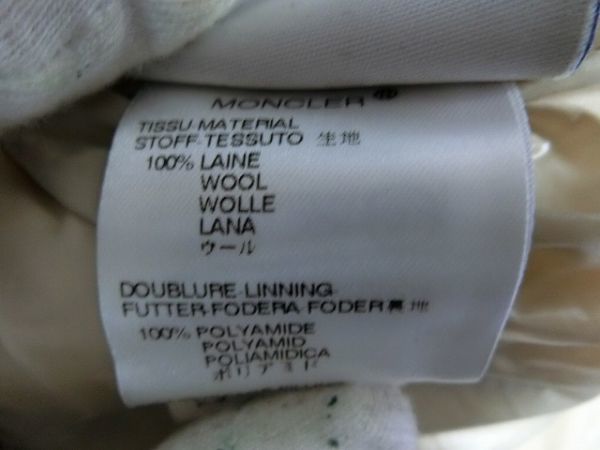 MONCLER®
TISSU-MATERIAL
STOFF-TESSUTO 生地
100% LAINE
WOOL
WOLLE
LANA
ウール
DOUBLURE-LINNING
FUTTER-FODERA-FODER 裏地
100% POLYAMIDE
POLYAMID
POLIAMIDICA
ポリアミド